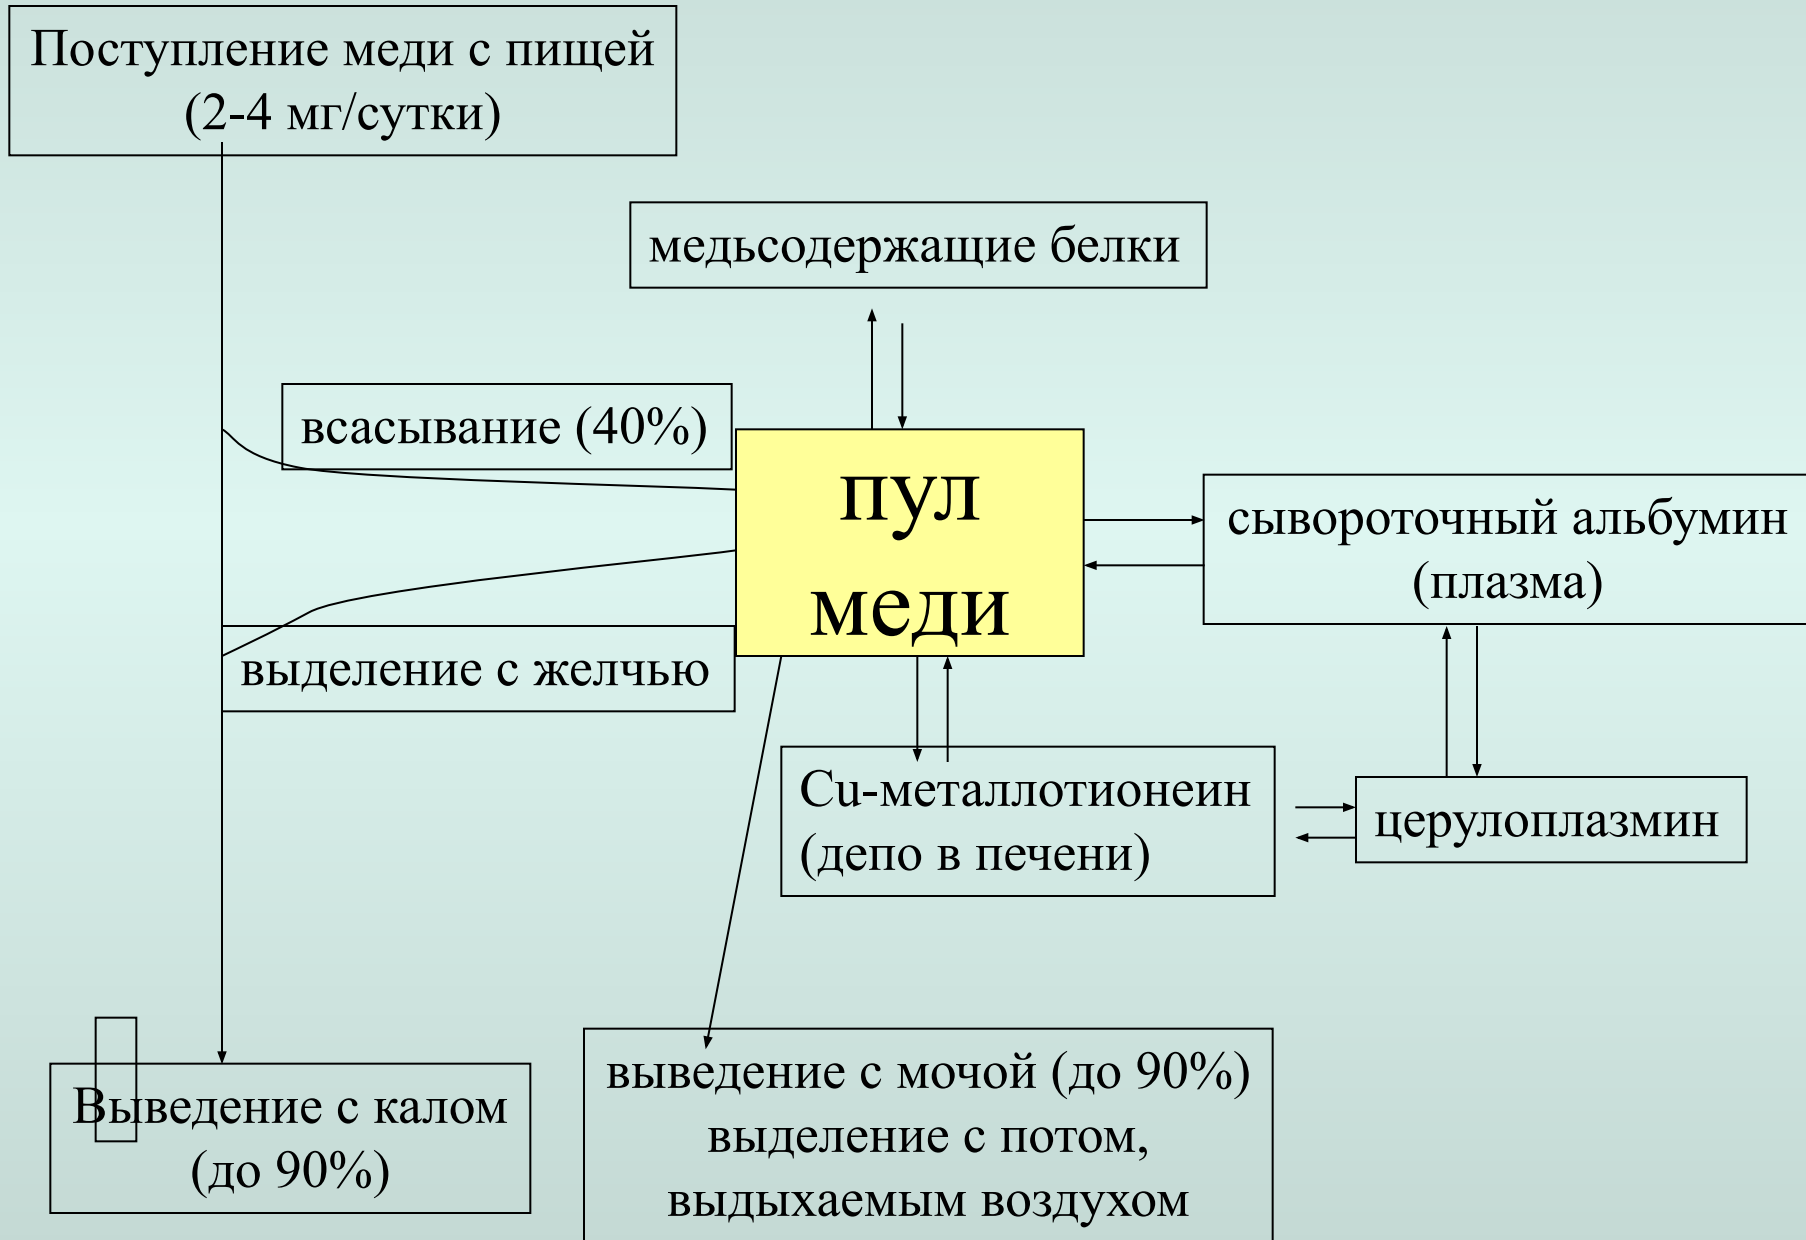 Поступление меди с пищей
(2-4 мг/сутки)
медьсодержащие белки
всасывание (40%)
пул
меди
сывороточный альбумин
(плазма)
выделение с желчью
Cu-металлотионеин
(депо в печени)
церулоплазмин
Выведение с калом
(до 90%)
выведение с мочой (до 90%)
выделение с потом,
выдыхаемым воздухом